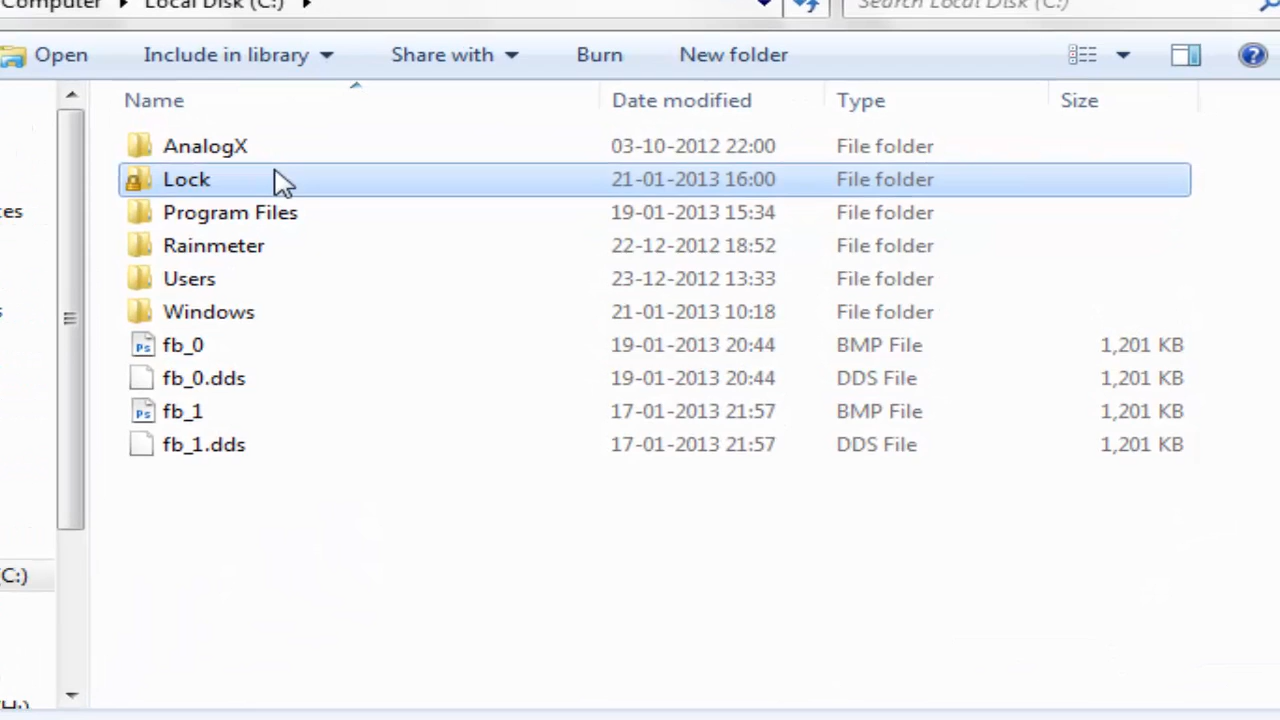 Computer Local Disk (C:) Search Local Disk (C:)
Open Include in library Share with Burn New folder
Name Date modified Type Size
AnalogX 03-10-2012 22:00 File folder
Lock 21-01-2013 16:00 File folder
Program Files 19-01-2013 15:34 File folder
Rainmeter 22-12-2012 18:52 File folder
Users 23-12-2012 13:33 File folder
Windows 21-01-2013 10:18 File folder
fb_0 19-01-2013 20:44 BMP File 1,201 KB
fb_0.dds 19-01-2013 20:44 DDS File 1,201 KB
fb_1 17-01-2013 21:57 BMP File 1,201 KB
fb_1.dds 17-01-2013 21:57 DDS File 1,201 KB
(C:)